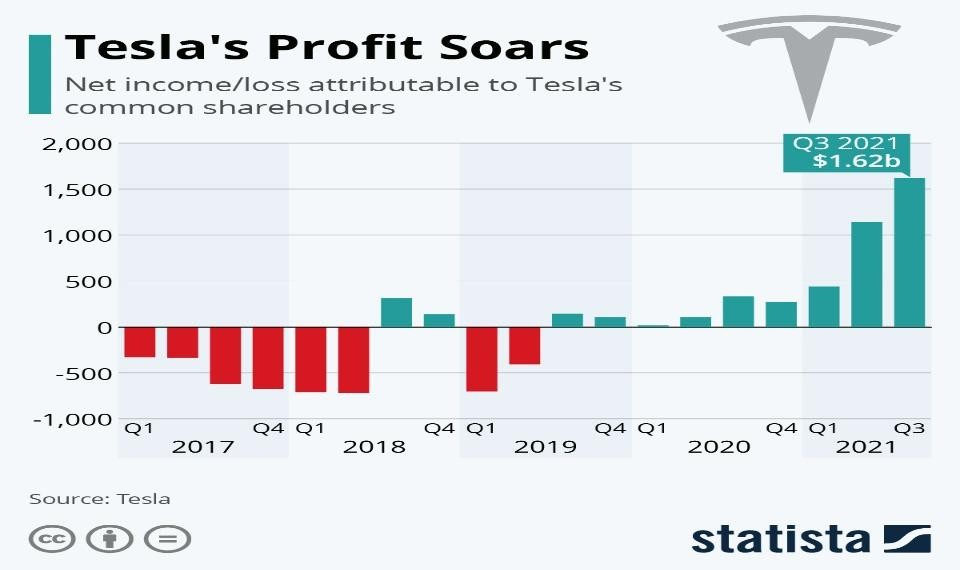 Tesla's Profit Soars
Net income/loss attributable to Tesla's
common shareholders
2,000
1,500
1,000
500
0
-500
-1,000
Q3 2021
$1.62b
Q1 Q4 Q1 Q4 Q1 Q4 Q1 Q4 Q1 Q3
2017 2018 2019 2020 2021
Source: Tesla
cc
statista